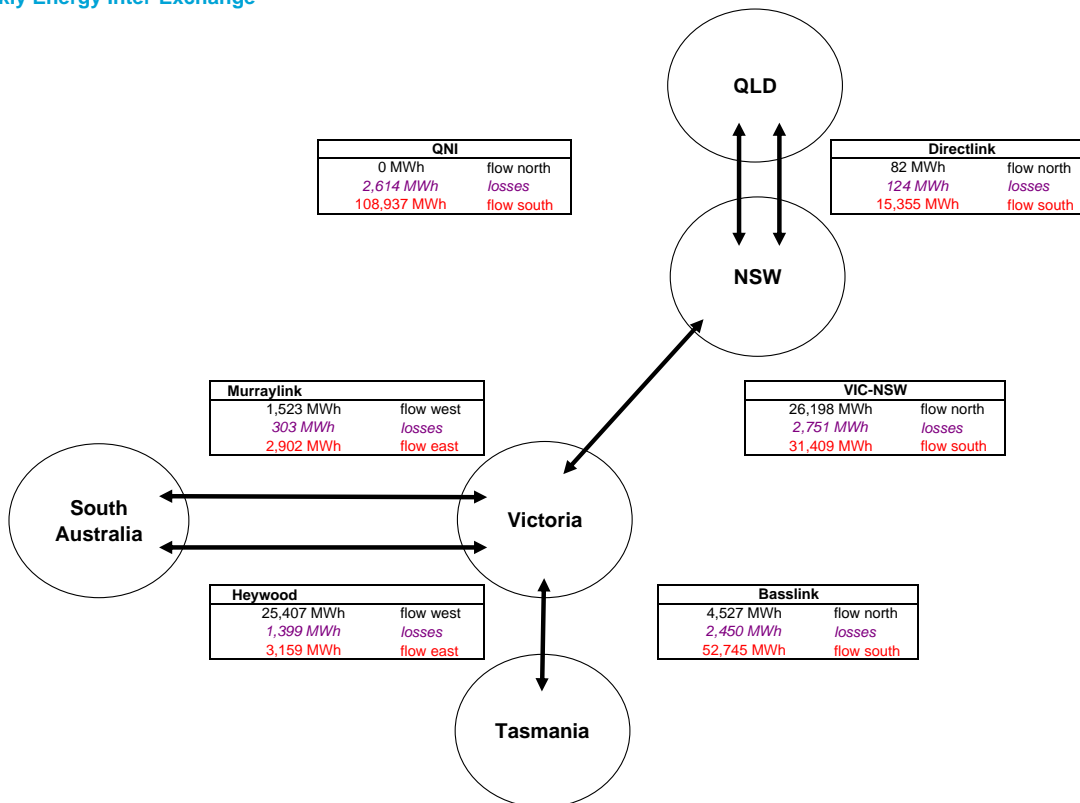 Energy Inter-Exchange
QLD
QNI
0 MWh flow north
2,614 MWh losses
108,937 MWh flow south
Directlink
82 MWh flow north
124 MWh losses
15,355 MWh flow south
NSW
Murraylink
1,523 MWh flow west
303 MWh losses
2,902 MWh flow east
VIC-NSW
26,198 MWh flow north
2,751 MWh losses
31,409 MWh flow south
South
Australia
Victoria
Heywood
25,407 MWh flow west
1,399 MWh losses
3,159 MWh flow east
Basslink
4,527 MWh flow north
2,450 MWh losses
52,745 MWh flow south
Tasmania